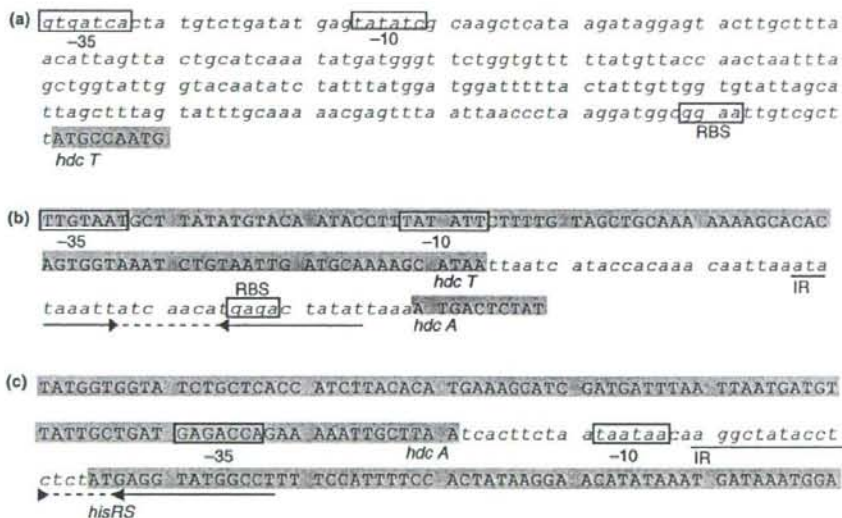 (a) gtgatcacta tgtctgatat gagtatatcg caagctcata agataggagt acttgcttta
−35 −10
acattagtta ctgcatcaaa tatgatgggt tctggtgttt ttatgttacc aactaattta
gctggtattg gtacaatatc tatttatgga tggattttta ctattgttgg tgtattagca
ttagctttag tatttgcaaa aacgagttta attaacccta aggatggcgg aattgtcgct
RBS
tATGCCAATG
hdc T
(b) TTGTAATGCT TATATGTACA ATACCTTTAT ATTCTTTTG TAGCTGCAAA AAAAGCACAC
−35 −10
AGTGGTAAAT CTGTAATTG ATGCAAAAGC ATAAttaatc ataccacaaa caattaaata
hdc T
IR
RBS
taaattatc aacatgagac tatattaaaA TGACTCTAT
hdc A
(c) TATGGTGGTA TCTGCTCACC ATCTTACACA TGAAAGCATC GATGATTTAA TTAATGATGT
TATTGCTGAT GAGACCAGAA AAATTGCTTA Atcacttcta ataataacaa ggctatacct
−35 hdc A −10 IR
ctctATGAGG TATGGCCTTT TCCATTTTCC ACTATAAGGA ACATATAAAT GATAAATGGA
hisRS